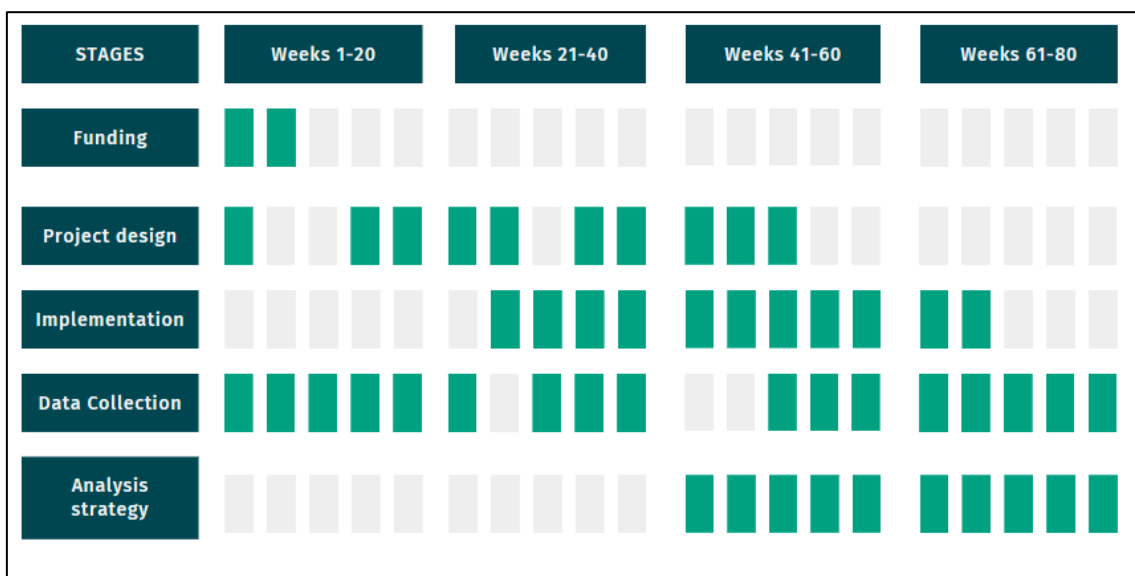 STAGES
Weeks 1-20
Weeks 21-40
Weeks 41-60
Weeks 61-80
Funding
Project design
Implementation
Data Collection
Analysis
strategy